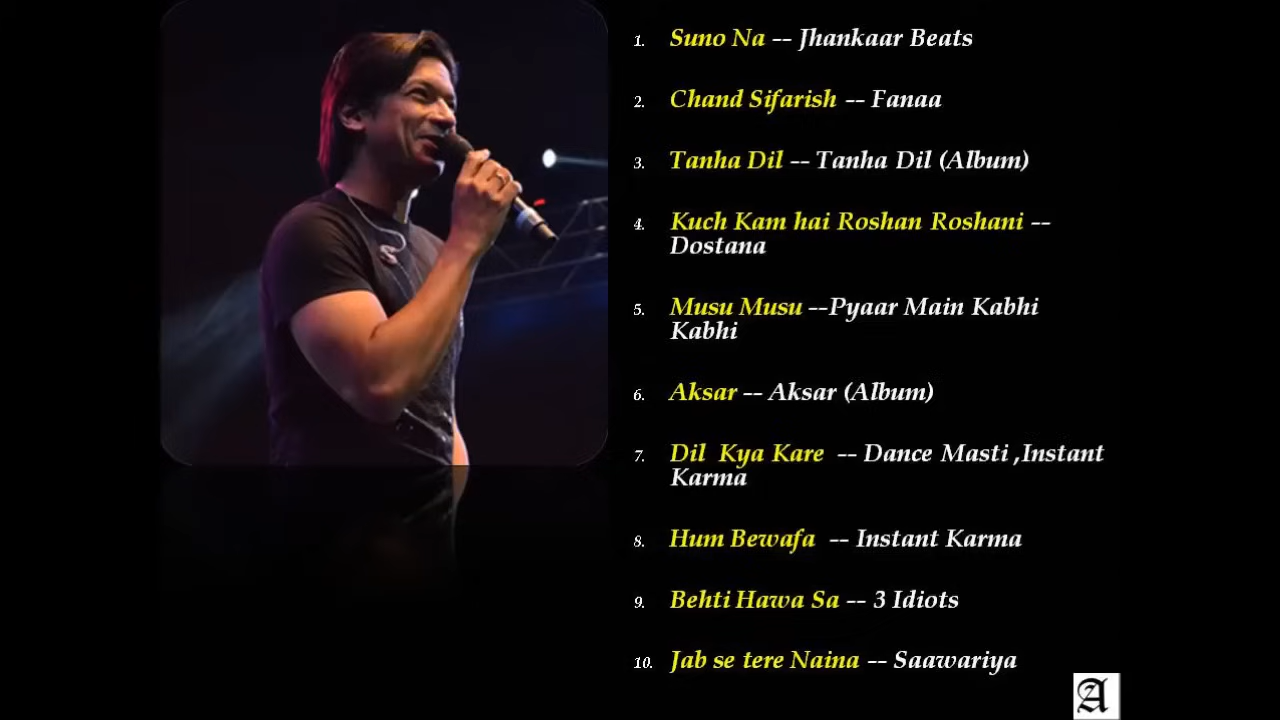 1. Suno Na -- Jhankaar Beats
2. Chand Sifarish -- Fanaa
3. Tanha Dil -- Tanha Dil (Album)
4. Kuch Kam hai Roshan Roshani --
Dostana
5. Musu Musu --Pyaar Main Kabhi
Kabhi
6. Aksar -- Aksar (Album)
7. Dil Kya Kare -- Dance Masti ,Instant
Karma
8. Hum Bewafa -- Instant Karma
9. Behti Hawa Sa -- 3 Idiots
10. Jab se tere Naina -- Saawariya
A